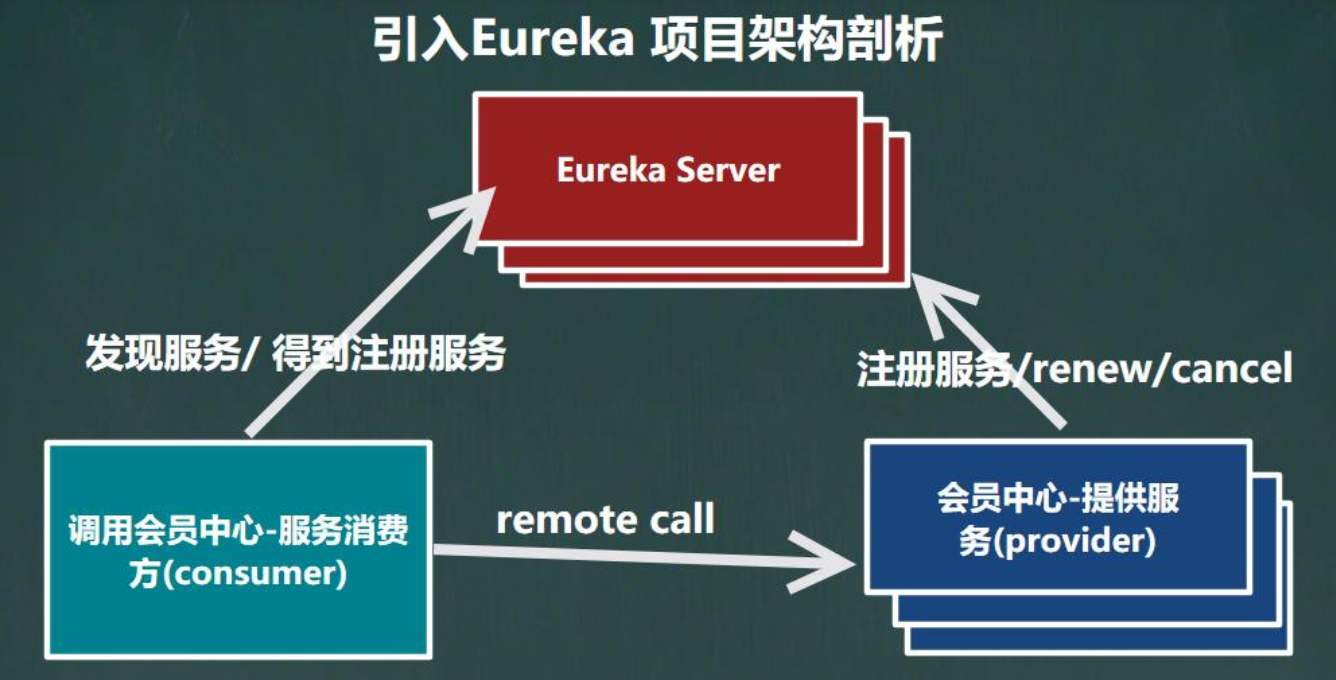 引入Eureka 项目架构剖析
Eureka Server
发现服务/ 得到注册服务
注册服务/renew/cancel
调用会员中心-服务消费
方(consumer)
remote call
会员中心-提供服
务(provider)